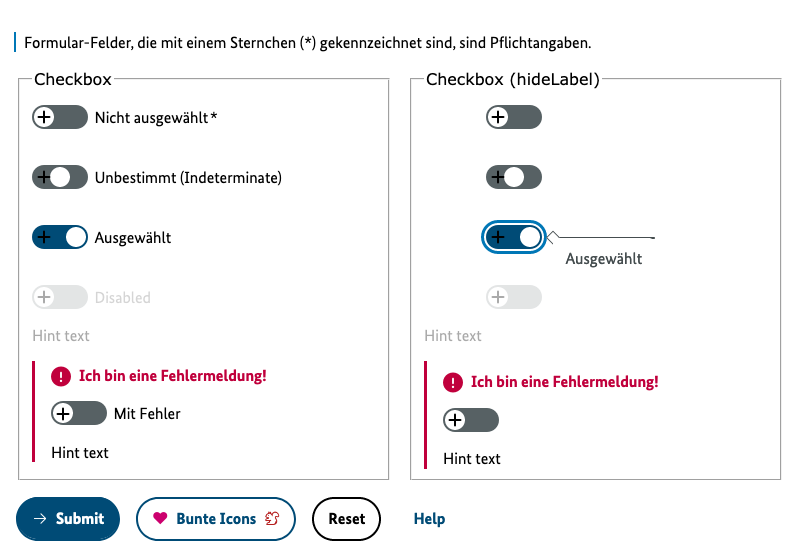 Formular-Felder, die mit einem Sternchen (*) gekennzeichnet sind, sind Pflichtangaben.
Checkbox
Nicht ausgewählt*
Unbestimmt (Indeterminate)
Ausgewählt
Disabled
Hint text
Ich bin eine Fehlermeldung!
Mit Fehler
Hint text
Checkbox (hideLabel)
Ausgewählt
Hint text
Ich bin eine Fehlermeldung!
Hint text
Submit
Bunte Icons
Reset
Help